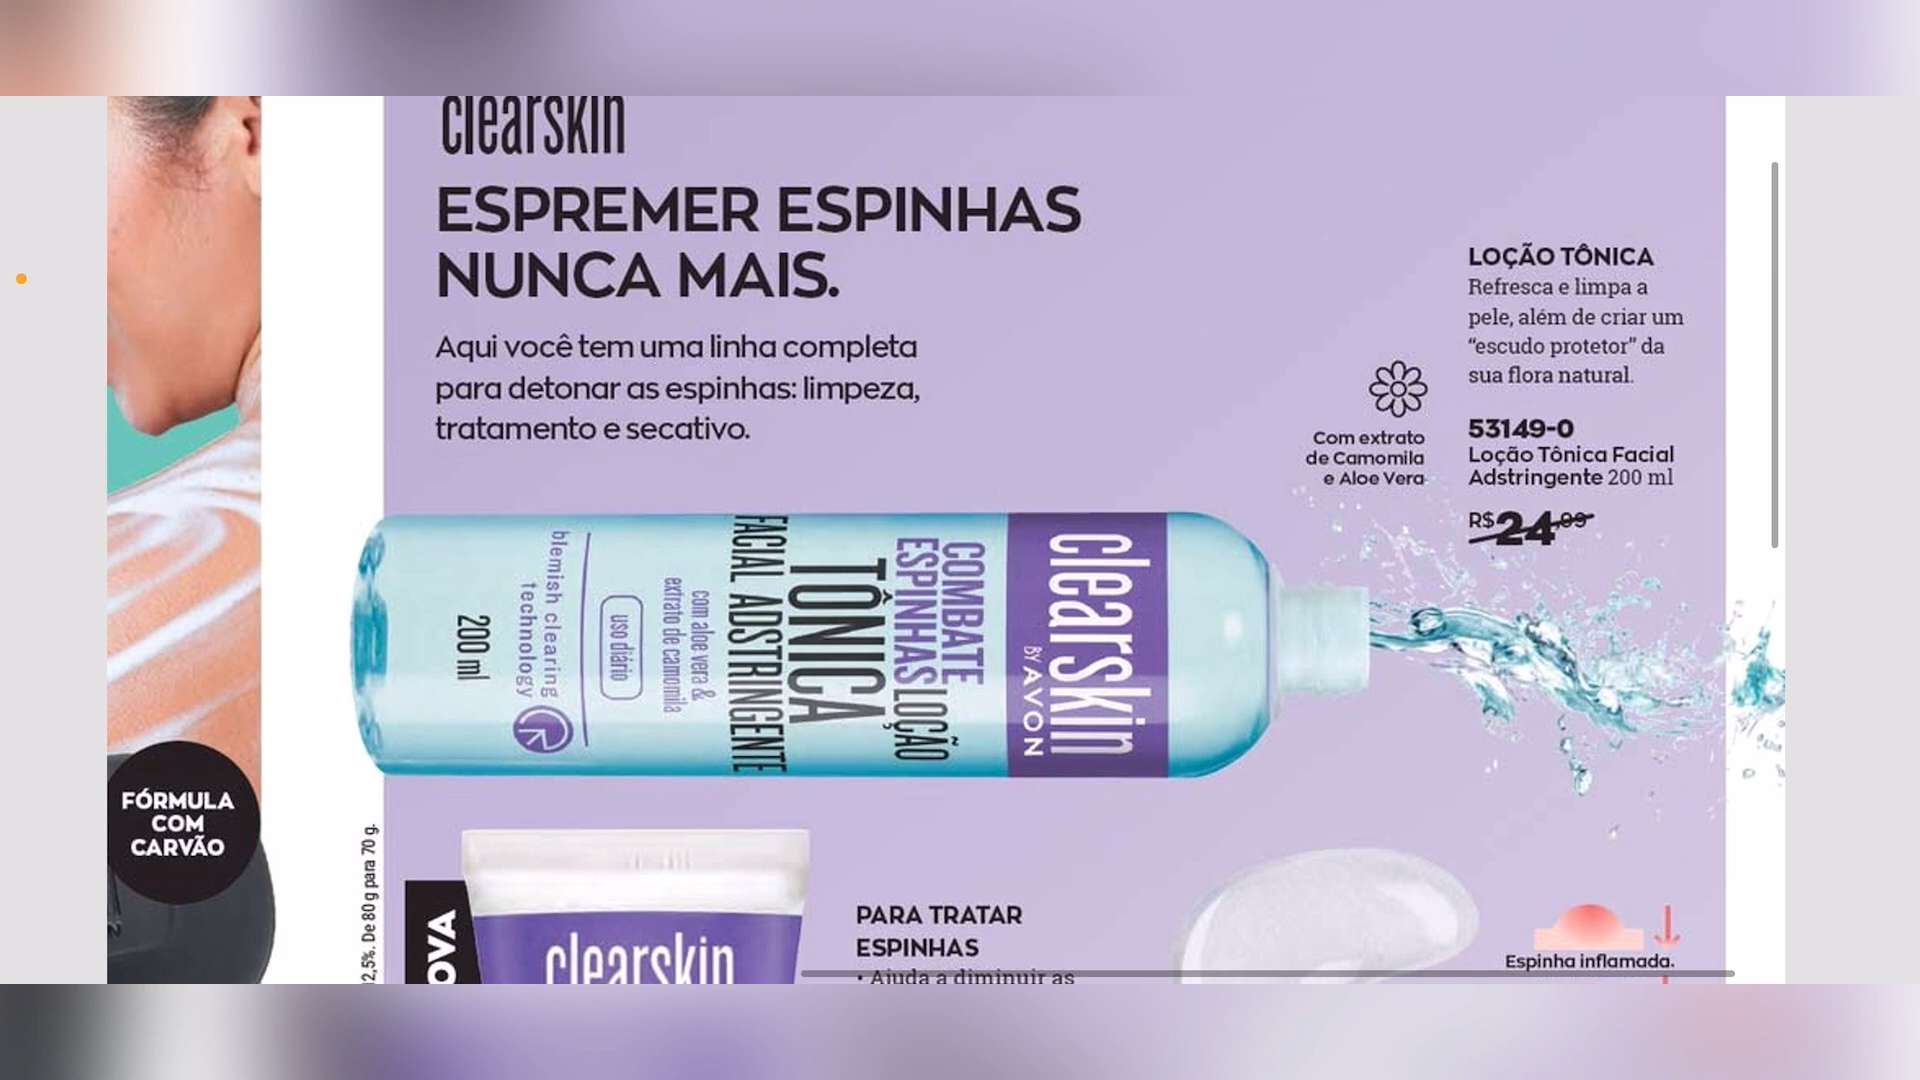 clearskin
ESPREMER ESPINHAS
NUNCA MAIS.
Aqui você tem uma linha completa
para detonar as espinhas: limpeza,
tratamento e secativo.
LOÇÃO TÔNICA
Refresca e limpa a
pele, além de criar um
“escudo protetor” da
sua flora natural.
Com extrato
de Camomila
e Aloe Vera
53149-0
Loção Tônica Facial
Adstringente 200 ml
R$24,99
clearskin
BY AVON
COMBATE
ESPINHAS LOÇÃO
TÔNICA
FACIAL ADSTRINGENTE
com aloe vera &
extrato de camomila
uso diário
blemish clearing
technology
200 ml
FÓRMULA
COM
CARVÃO
2,5%. De 80 g para 70 g.
OVA
clearskin
PARA TRATAR
ESPINHAS
• Ajuda a diminuir as
Espinha inflamada.